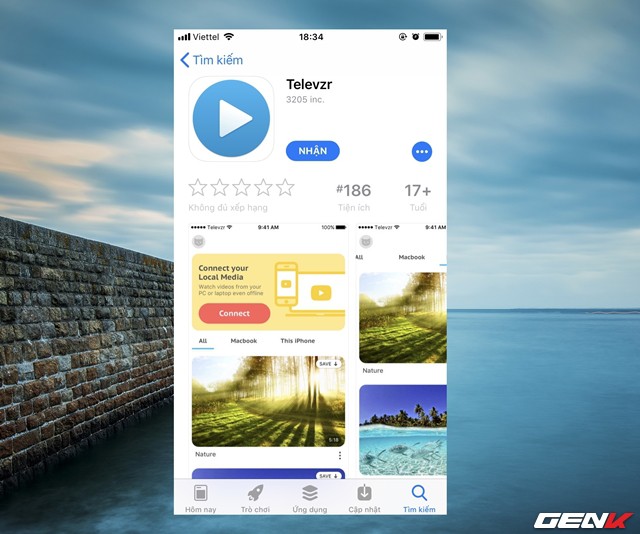 Viettel 18:34
Tìm kiếm
Televzr
3205 inc.
NHẬN
#186 17+
Không đủ xếp hạng Tiện ích Tuổi
Televzr 9:41 AM 100%
Televzr 9:41 AM
Connect your
Local Media
Watch videos from your
PC or laptop even offline
Connect
All Macbook This iPhone
All Macbook
SAVE
5:18
Nature
Nature
SAVE
Hôm nay Trò chơi Ứng dụng Cập nhật Tìm kiếm
GENK